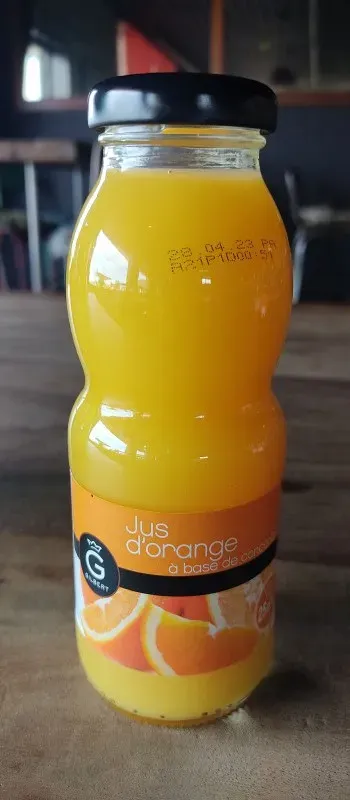 28 04 23
Jus
d'orange
à base de
G
GILBERT